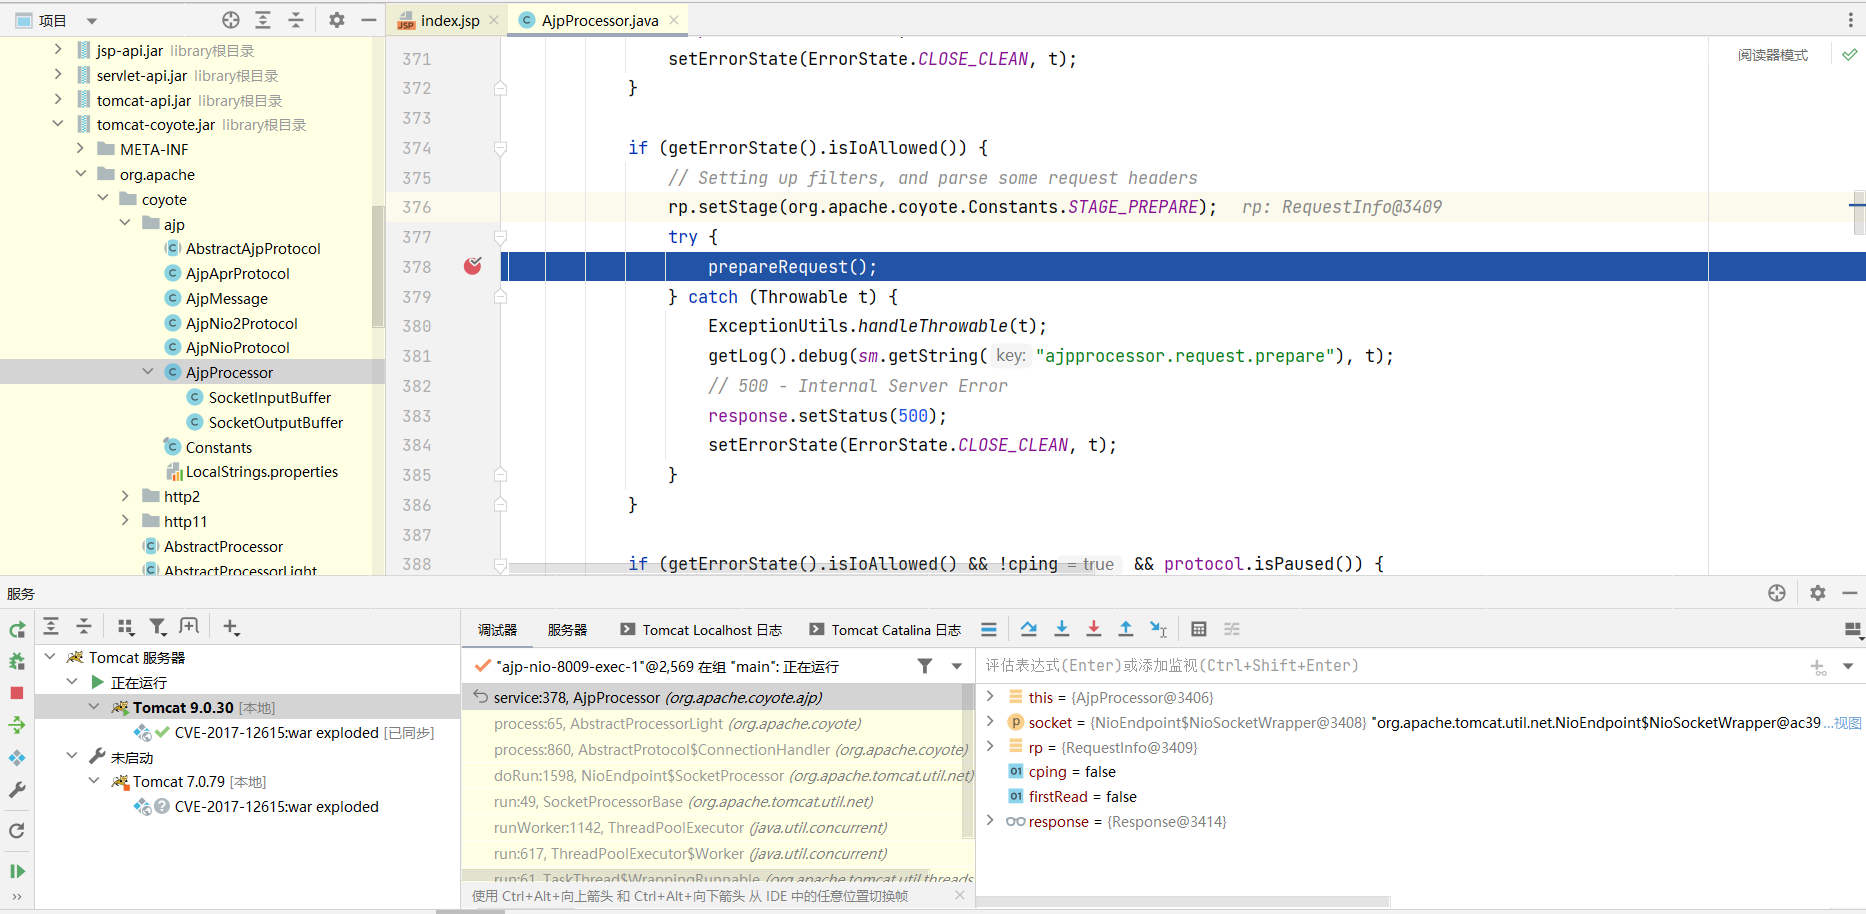 项目
index.jsp
AjpProcessor.java
jsp-api.jar library根目录
servlet-api.jar library根目录
tomcat-api.jar library根目录
tomcat-coyote.jar library根目录
META-INF
org.apache
coyote
ajp
AbstractAjpProtocol
AjpAprProtocol
AjpMessage
AjpNio2Protocol
AjpNioProtocol
AjpProcessor
SocketInputBuffer
SocketOutputBuffer
Constants
LocalStrings.properties
http2
http11
AbstractProcessor
AbstractProcessorLight
阅读器模式
371 setErrorState(ErrorState.CLOSE_CLEAN, t);
372 }
373
374 if (getErrorState().isIoAllowed()) {
375 // Setting up filters, and parse some request headers
376 rp.setStage(org.apache.coyote.Constants.STAGE_PREPARE); rp: RequestInfo@3409
377 try {
378 prepareRequest();
379 } catch (Throwable t) {
380 ExceptionUtils.handleThrowable(t);
381 getLog().debug(sm.getString( key: "ajpprocessor.request.prepare"), t);
382 // 500 - Internal Server Error
383 response.setStatus(500);
384 setErrorState(ErrorState.CLOSE_CLEAN, t);
385 }
386 }
387
388 if (getErrorState().isIoAllowed() && !cping = true && protocol.isPaused()) {
服务
Tomcat 服务器
正在运行
Tomcat 9.0.30 [本地]
CVE-2017-12615:war exploded [已同步]
未启动
Tomcat 7.0.79 [本地]
CVE-2017-12615:war exploded
调试器 服务器 Tomcat Localhost 日志 Tomcat Catalina 日志
"ajp-nio-8009-exec-1"@2,569 在组 "main": 正在运行
service:378, AjpProcessor (org.apache.coyote.ajp)
process:65, AbstractProcessorLight (org.apache.coyote)
process:860, AbstractProtocol$ConnectionHandler (org.apache.coyote)
doRun:1598, NioEndpoint$SocketProcessor (org.apache.tomcat.util.net)
run:49, SocketProcessorBase (org.apache.tomcat.util.net)
runWorker:1142, ThreadPoolExecutor (java.util.concurrent)
run:617, ThreadPoolExecutor$Worker (java.util.concurrent)
run:61, TaskThread$WrappingRunnable (org.apache.tomcat.util.threads
使用 Ctrl+Alt+向上箭头 和 Ctrl+Alt+向下箭头 从 IDE 中的任意位置切换帧
评估表达式(Enter)或添加监视(Ctrl+Shift+Enter)
this = {AjpProcessor@3406}
socket = {NioEndpoint$NioSocketWrapper@3408} "org.apache.tomcat.util.net.NioEndpoint$NioSocketWrapper@ac39 ...视图
rp = {RequestInfo@3409}
cping = false
firstRead = false
response = {Response@3414}